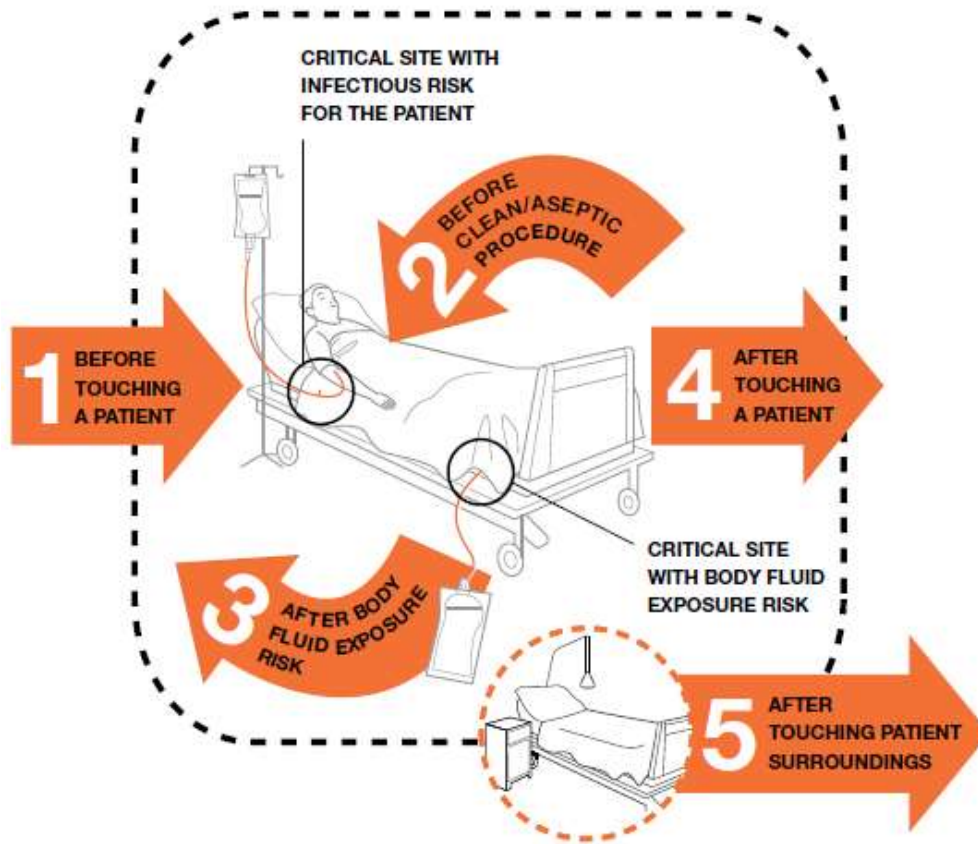 CRITICAL SITE WITH
INFECTIOUS RISK
FOR THE PATIENT
2
BEFORE
CLEAN/ASEPTIC
PROCEDURE
1
BEFORE
TOUCHING
A PATIENT
4
AFTER
TOUCHING
A PATIENT
CRITICAL SITE
WITH BODY FLUID
EXPOSURE RISK
3
AFTER BODY
FLUID EXPOSURE
RISK
5
AFTER
TOUCHING PATIENT
SURROUNDINGS